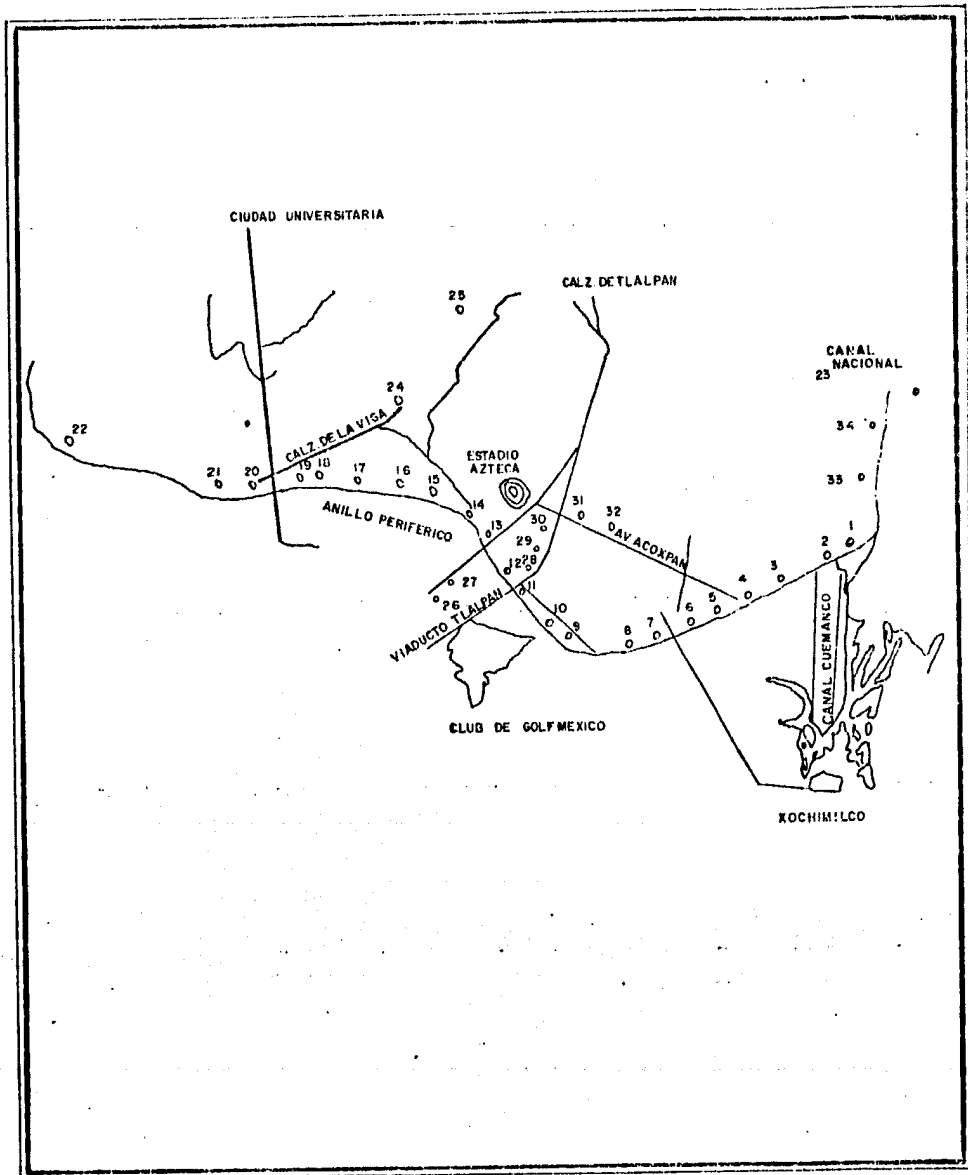 CIUDAD UNIVERSITARIA
25
CALZ. DE TLALPAN
CANAL
NACIONAL
23
24
34
CALZ. DE LA VIGA
22
ESTADIO
AZTECA
21
20
19
18
17
16
15
33
ANILLO PERIFERICO
14
13
30
31
32
AV ACOXPAN
29
28
12
11
27
26
VIADUCTO TLALPAN
10
9
8
7
6
5
4
3
2
1
CANAL CUEMANCO
CLUB DE GOLF MEXICO
XOCHIMILCO